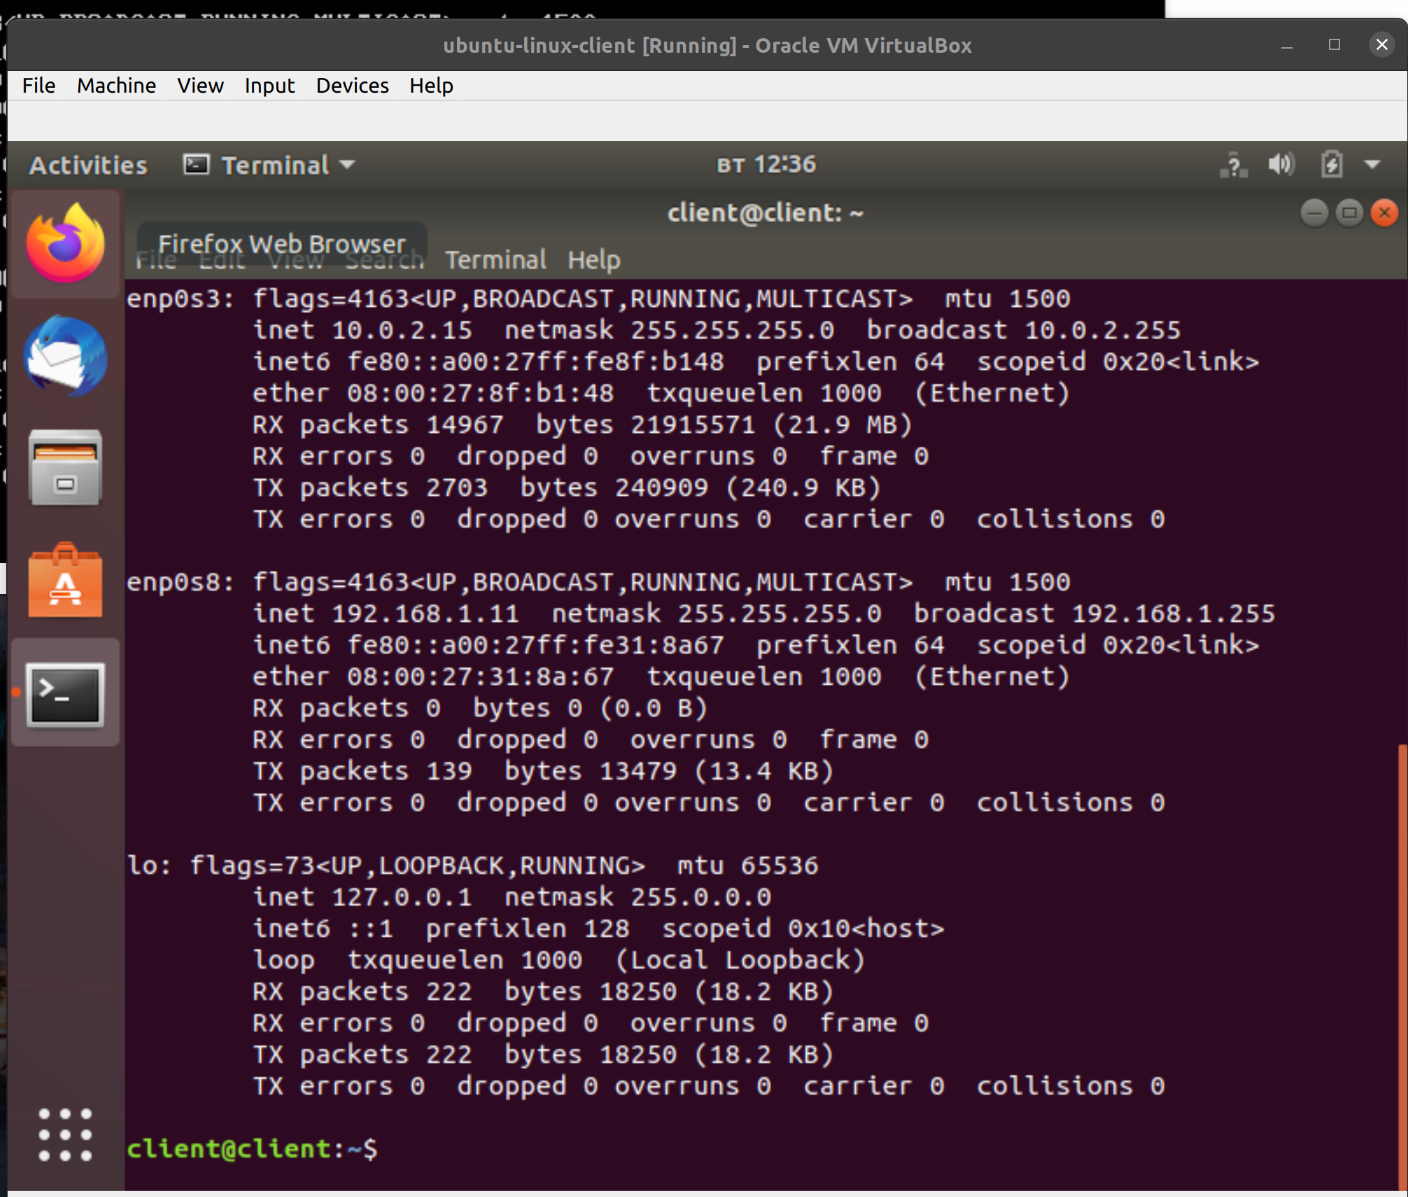 <UP,BROADCAST,RUNNING,MULTICAST> mtu 1500
ubuntu-linux-client [Running] - Oracle VM VirtualBox
File Machine View Input Devices Help
Activities Terminal вт 12:36
client@client: ~
Firefox Web Browser
File Edit View Search Terminal Help
enp0s3: flags=4163<UP,BROADCAST,RUNNING,MULTICAST> mtu 1500
inet 10.0.2.15 netmask 255.255.255.0 broadcast 10.0.2.255
inet6 fe80::a00:27ff:fe8f:b148 prefixlen 64 scopeid 0x20<link>
ether 08:00:27:8f:b1:48 txqueuelen 1000 (Ethernet)
RX packets 14967 bytes 21915571 (21.9 MB)
RX errors 0 dropped 0 overruns 0 frame 0
TX packets 2703 bytes 240909 (240.9 KB)
TX errors 0 dropped 0 overruns 0 carrier 0 collisions 0
enp0s8: flags=4163<UP,BROADCAST,RUNNING,MULTICAST> mtu 1500
inet 192.168.1.11 netmask 255.255.255.0 broadcast 192.168.1.255
inet6 fe80::a00:27ff:fe31:8a67 prefixlen 64 scopeid 0x20<link>
ether 08:00:27:31:8a:67 txqueuelen 1000 (Ethernet)
RX packets 0 bytes 0 (0.0 B)
RX errors 0 dropped 0 overruns 0 frame 0
TX packets 139 bytes 13479 (13.4 KB)
TX errors 0 dropped 0 overruns 0 carrier 0 collisions 0
lo: flags=73<UP,LOOPBACK,RUNNING> mtu 65536
inet 127.0.0.1 netmask 255.0.0.0
inet6 ::1 prefixlen 128 scopeid 0x10<host>
loop txqueuelen 1000 (Local Loopback)
RX packets 222 bytes 18250 (18.2 KB)
RX errors 0 dropped 0 overruns 0 frame 0
TX packets 222 bytes 18250 (18.2 KB)
TX errors 0 dropped 0 overruns 0 carrier 0 collisions 0
client@client:~$